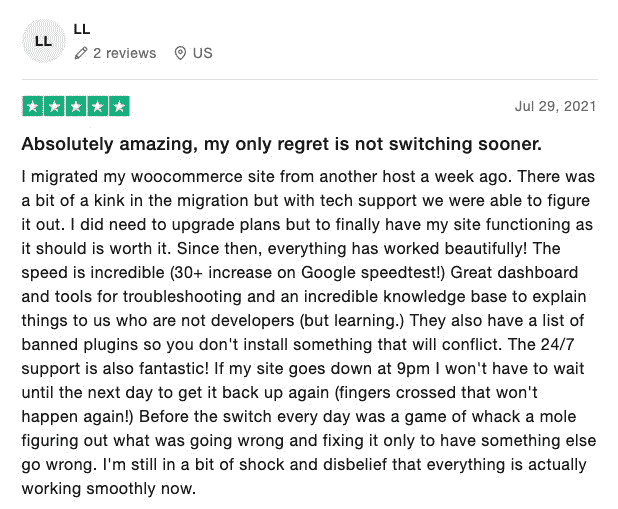 LL
LL
2 reviews US
Jul 29, 2021
Absolutely amazing, my only regret is not switching sooner.
I migrated my woocommerce site from another host a week ago. There was
a bit of a kink in the migration but with tech support we were able to figure
it out. I did need to upgrade plans but to finally have my site functioning as
it should is worth it. Since then, everything has worked beautifully! The
speed is incredible (30+ increase on Google speedtest!) Great dashboard
and tools for troubleshooting and an incredible knowledge base to explain
things to us who are not developers (but learning.) They also have a list of
banned plugins so you don't install something that will conflict. The 24/7
support is also fantastic! If my site goes down at 9pm I won't have to wait
until the next day to get it back up again (fingers crossed that won't
happen again!) Before the switch every day was a game of whack a mole
figuring out what was going wrong and fixing it only to have something else
go wrong. I'm still in a bit of shock and disbelief that everything is actually
working smoothly now.